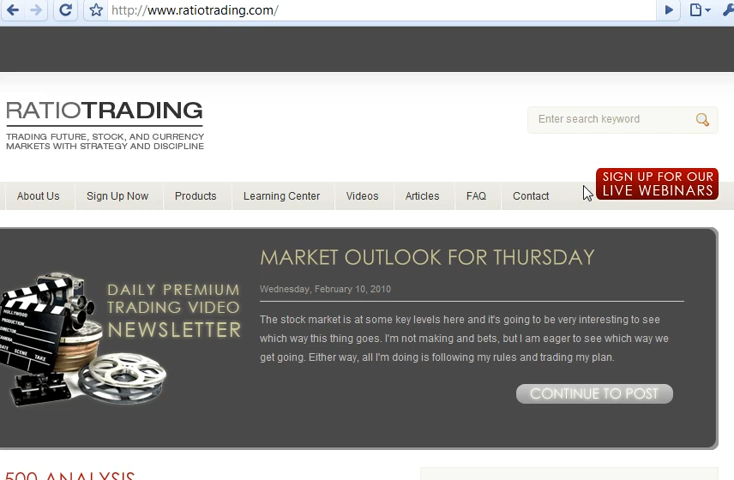 http://www.ratiotrading.com/
RATIOTRADING
TRADING FUTURE, STOCK, AND CURRENCY
MARKETS WITH STRATEGY AND DISCIPLINE
Enter search keyword
SIGN UP FOR OUR
LIVE WEBINARS
About Us Sign Up Now Products Learning Center Videos Articles FAQ Contact
DAILY PREMIUM
TRADING VIDEO
NEWSLETTER
MARKET OUTLOOK FOR THURSDAY
Wednesday, February 10, 2010
The stock market is at some key levels here and it's going to be very interesting to see
which way this thing goes. I'm not making and bets, but I am eager to see which way we
get going. Either way, all I'm doing is following my rules and trading my plan.
CONTINUE TO POST
500 ANALYSIS